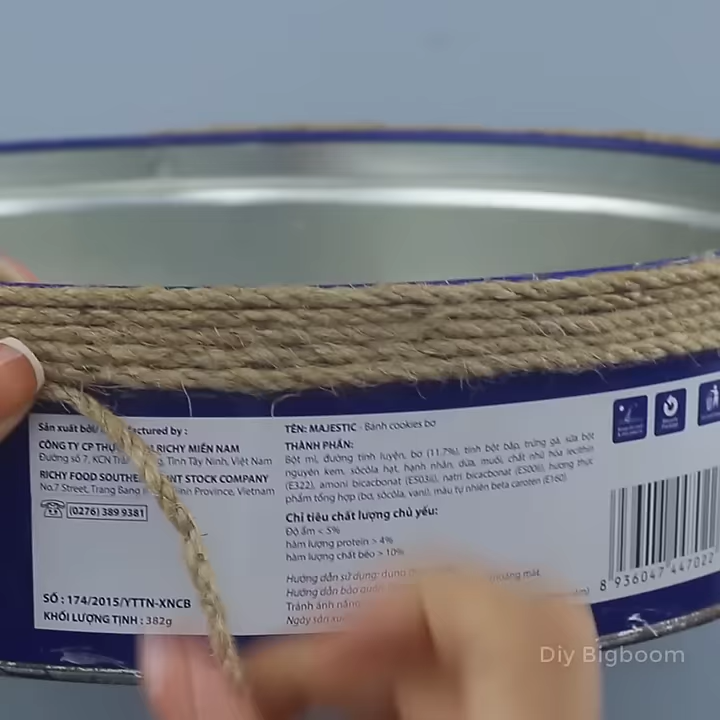 Sản xuất bởi/ Manufactured by :
CÔNG TY CP THỰC RICHY MIỀN NAM
Đường số 7, KCN Tỉnh Tây Ninh, Việt Nam
RICHY FOOD SOUTHE STOCK COMPANY
No.7 Street, Trang Bang Province, Vietnam
(0276) 389 9381
SỐ : 174/2015/YTTN-XNCB
KHỐI LƯỢNG TỊNH : 382g
TÊN: MAJESTIC - Bánh cookies bơ
THÀNH PHẦN:
Bột mì, đường tinh luyện, bơ (11.7%), tinh bột bắp, trứng gà, sữa bột
nguyên kem, sôcôla hạt, hạnh nhân, dừa, muối, chất nhũ hóa lecithin
(E322), amoni bicacbonat (E503ii), natri bicacbonat (E500ii), hương thực
phẩm tổng hợp (bơ, sôcôla, vani), màu tự nhiên beta caroten (E160).
Chỉ tiêu chất lượng chủ yếu:
Độ ẩm < 5%
hàm lượng protein > 4%
hàm lượng chất béo > 10%
Hướng dẫn sử dụng: dùng thoáng mát.
Hướng dẫn bảo quản:
Tránh ánh nắng
Ngày sản xuất
8 936047 447022
Diy Bigboom